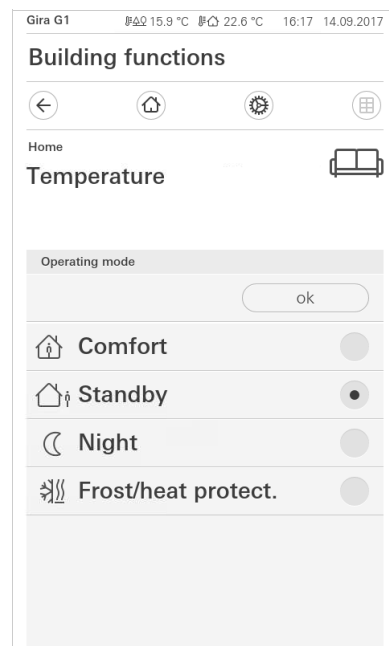 Gira G1 15.9 °C 22.6 °C 16:17 14.09.2017
Building functions
Home
Temperature
Operating mode
ok
Comfort
Standby
Night
Frost/heat protect.